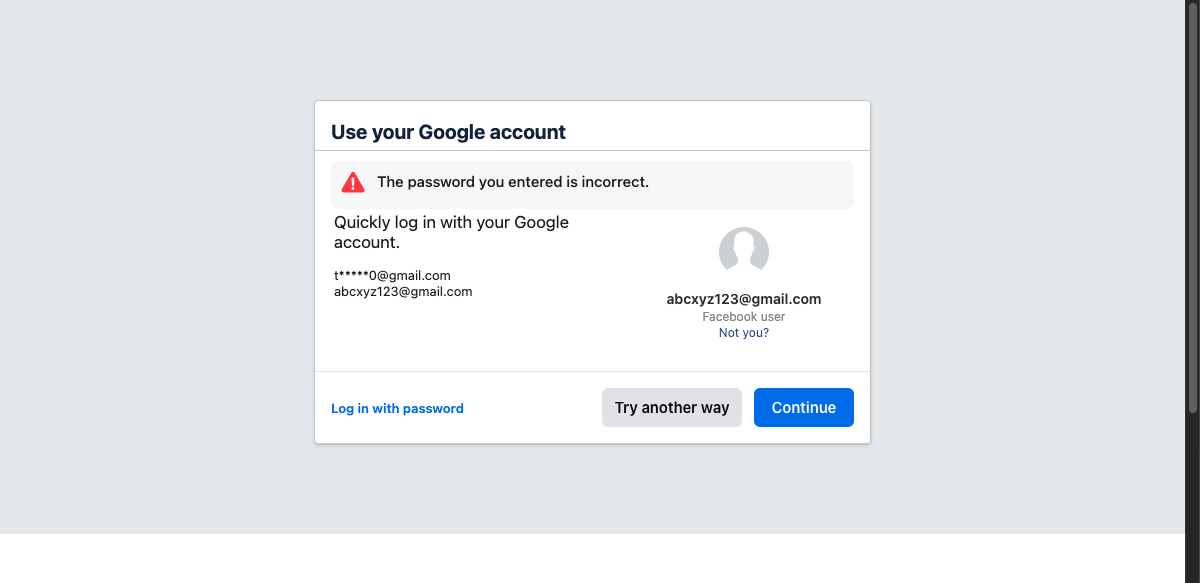 Use your Google account
The password you entered is incorrect.
Quickly log in with your Google
account.
t*****0@gmail.com
abcxyz123@gmail.com
abcxyz123@gmail.com
Facebook user
Not you?
Log in with password
Try another way
Continue